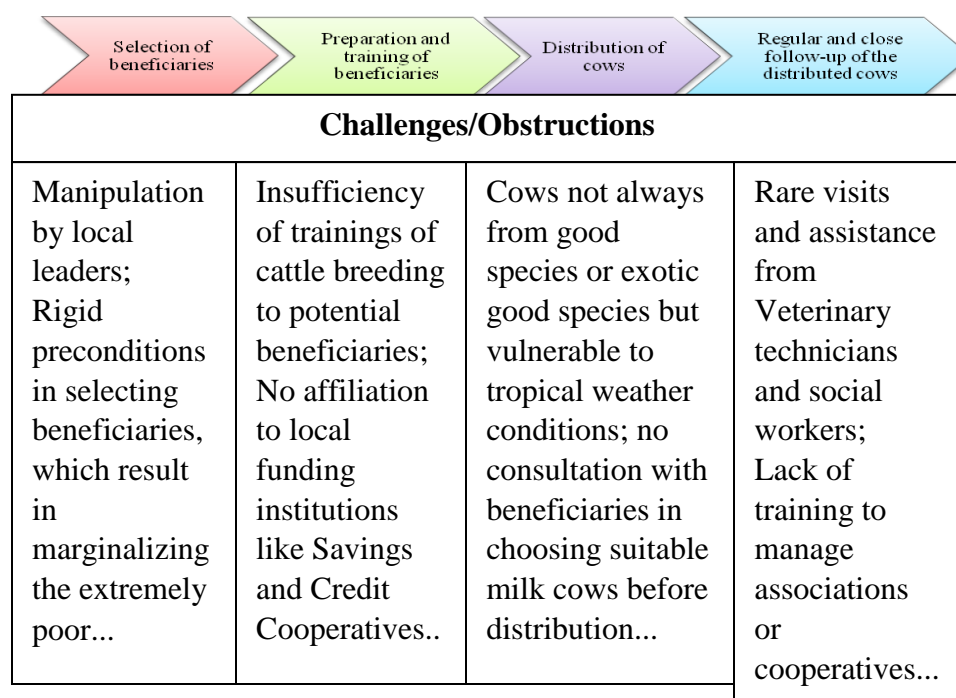 Selection of
beneficiaries
Preparation and
training of
beneficiaries
Distribution of
cows
Regular and close
follow-up of the
distributed cows
Challenges/Obstructions
Manipulation
by local
leaders;
Rigid
preconditions
in selecting
beneficiaries,
which result
in
marginalizing
the extremely
poor...
Insufficiency
of trainings of
cattle breeding
to potential
beneficiaries;
No affiliation
to local
funding
institutions
like Savings
and Credit
Cooperatives..
Cows not always
from good
species or exotic
good species but
vulnerable to
tropical weather
conditions; no
consultation with
beneficiaries in
choosing suitable
milk cows before
distribution...
Rare visits
and assistance
from
Veterinary
technicians
and social
workers;
Lack of
training to
manage
associations
or
cooperatives...